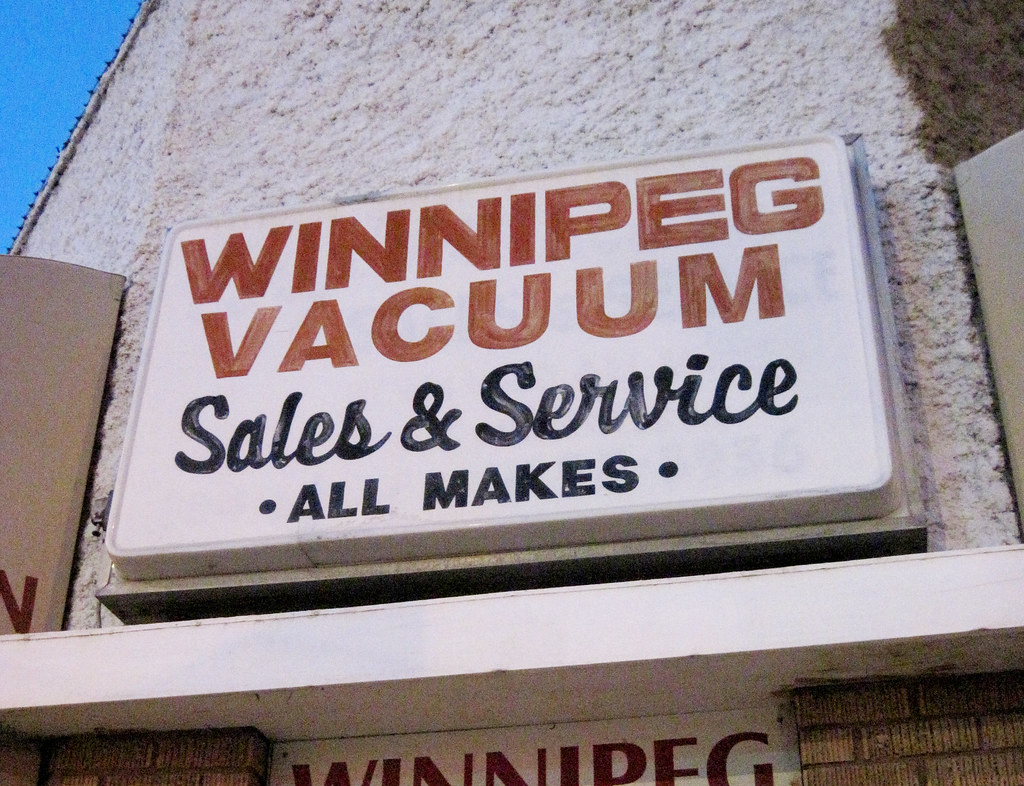 WINNIPEG
VACUUM
Sales & Service
• ALL MAKES •
N
WINNIPEG